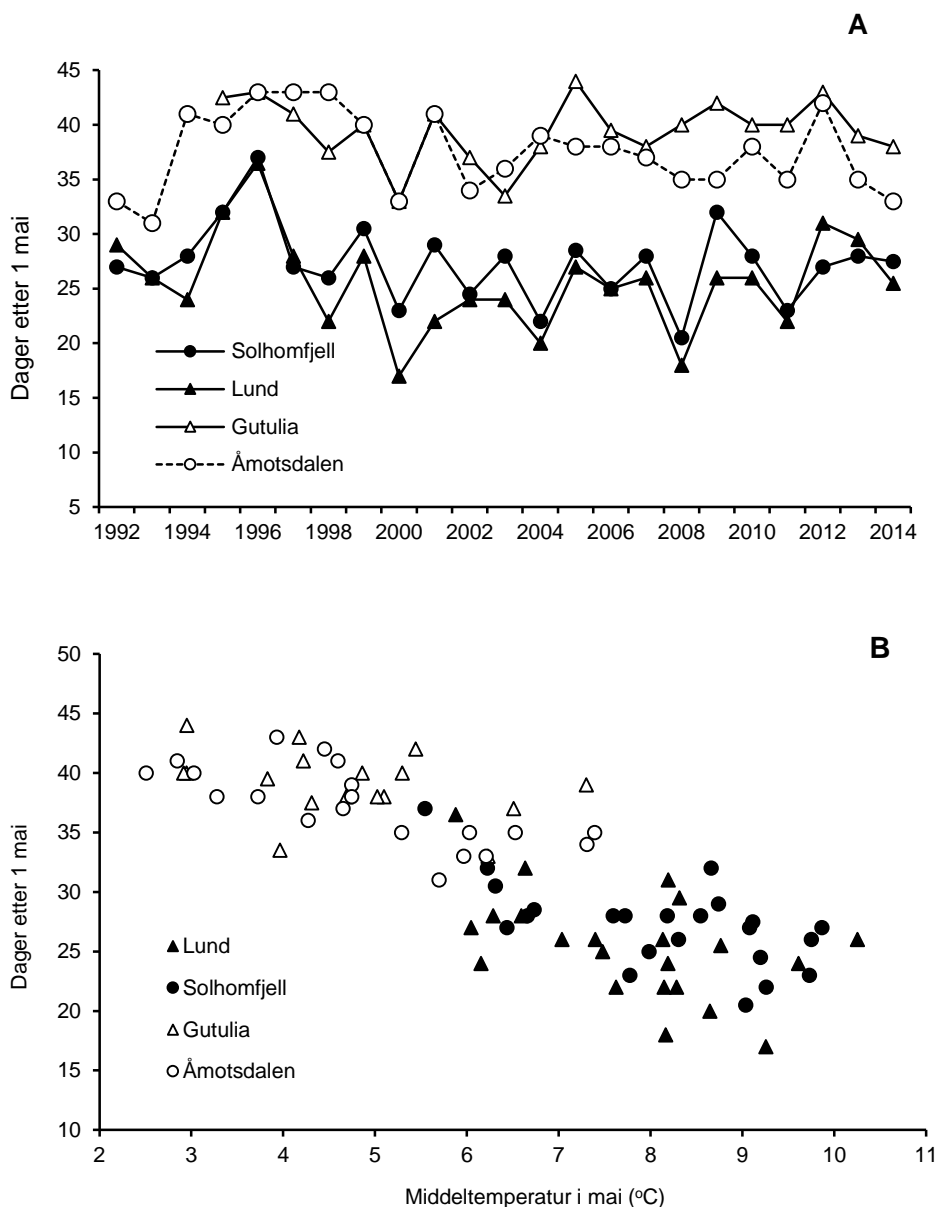 A
45
40
35
30
25
20
15
10
5
Dager etter 1 mai
Solhomfjell
Lund
Gutulia
Åmotsdalen
1992 1994 1996 1998 2000 2002 2004 2006 2008 2010 2012 2014
B
50
45
40
35
30
25
20
15
10
Dager etter 1 mai
Lund
Solhomfjell
Gutulia
Åmotsdalen
2 3 4 5 6 7 8 9 10 11
Middeltemperatur i mai (°C)